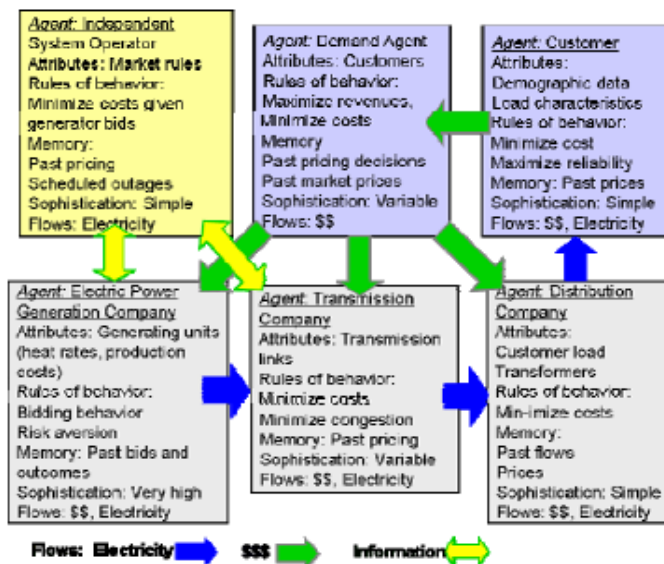 Agent: Independent
System Operator
Attributes: Market rules
Rules of behavior:
Minimize costs given
generator bids
Memory:
Past pricing
Scheduled outages
Sophistication: Simple
Flows: Electricity
Agent: Demand Agent
Attributes: Customers
Rules of behavior:
Maximize revenues,
Minimize costs
Memory
Past pricing decisions
Past market prices
Sophistication: Variable
Flows: $$
Agent: Customer
Attributes:
Demographic data
Load characteristics
Rules of behavior:
Minimize cost
Maximize reliability
Memory: Past prices
Sophistication: Simple
Flows: $$, Electricity
Agent: Electric Power
Generation Company
Attributes: Generating units
(heat rates, production
costs)
Rules of behavior:
Bidding behavior
Risk aversion
Memory: Past bids and
outcomes
Sophistication: Very high
Flows: $$, Electricity
Agent: Transmission
Company
Attributes: Transmission
links
Rules of behavior:
Minimize costs
Minimize congestion
Memory: Past pricing
Sophistication: Variable
Flows: $$, Electricity
Agent: Distribution
Company
Attributes:
Customer load
Transformers
Rules of behavior:
Min-imize costs
Memory:
Past flows
Prices
Sophistication: Simple
Flows: $$, Electricity
Flows: Electricity $$$ Information